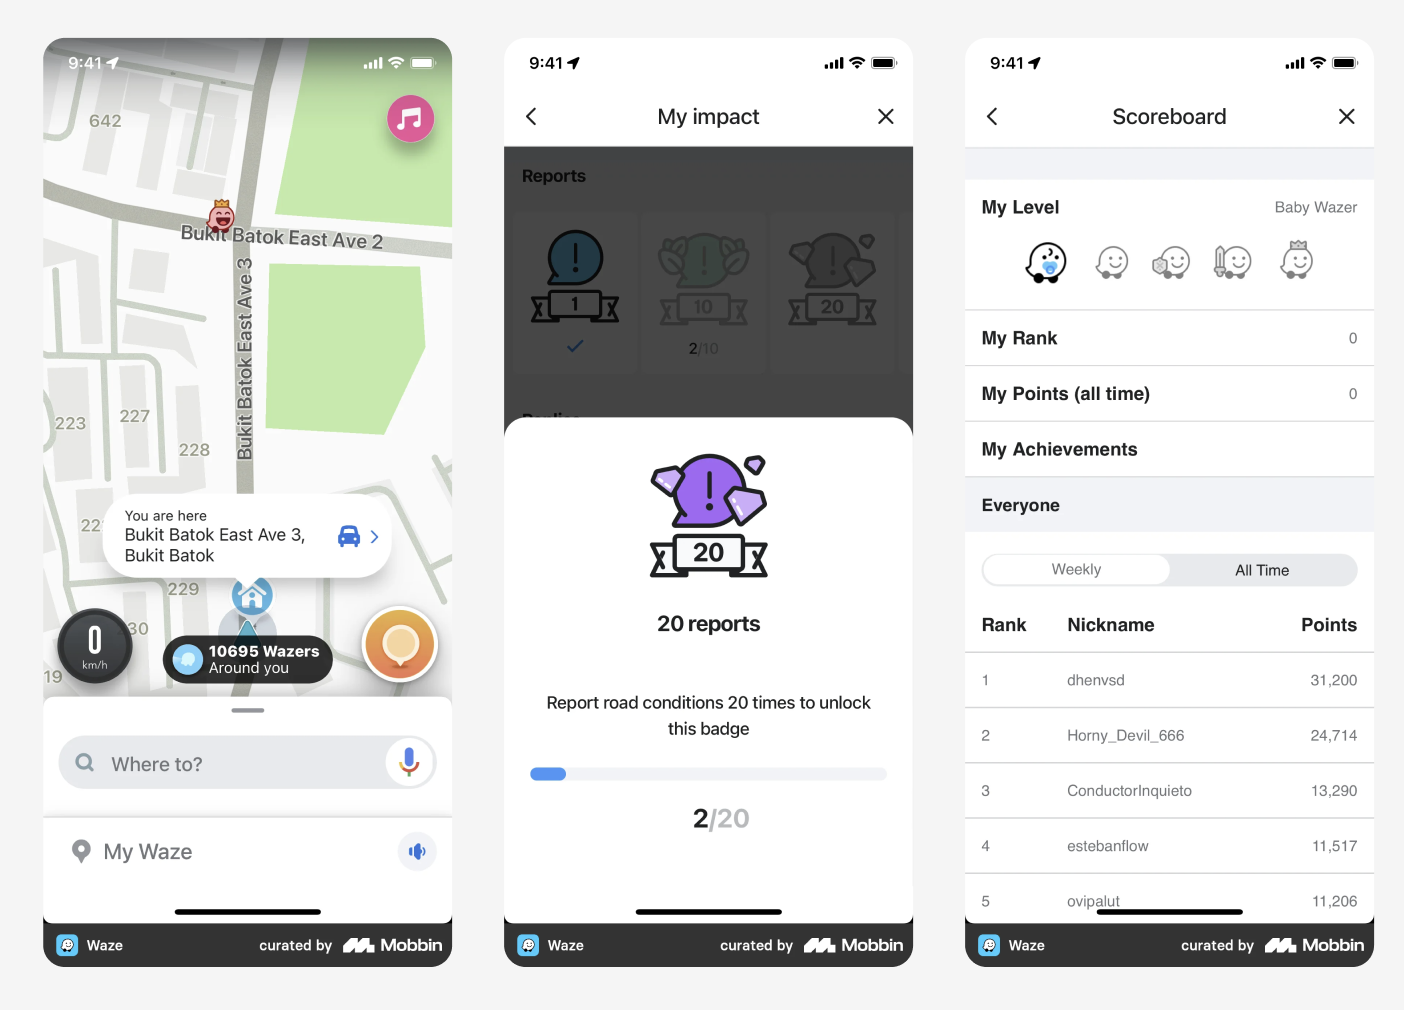 9:41
642
Bukit Batok East Ave 2
Bukit Batok East Ave 3
223
227
228
22
You are here
Bukit Batok East Ave 3,
Bukit Batok
229
30
0
km/h
10695 Wazers
Around you
19
Where to?
My Waze
Waze
curated by Mobbin
9:41
My impact
Reports
1
10
20
2/10
Replies
20
20 reports
Report road conditions 20 times to unlock
this badge
2/20
Waze
curated by Mobbin
9:41
Scoreboard
My Level Baby Wazer
My Rank 0
My Points (all time) 0
My Achievements
Everyone
Weekly All Time
Rank Nickname Points
1 dhenvsd 31,200
2 Horny_Devil_666 24,714
3 ConductorInquieto 13,290
4 estebanflow 11,517
5 ovipalut 11,206
Waze
curated by Mobbin